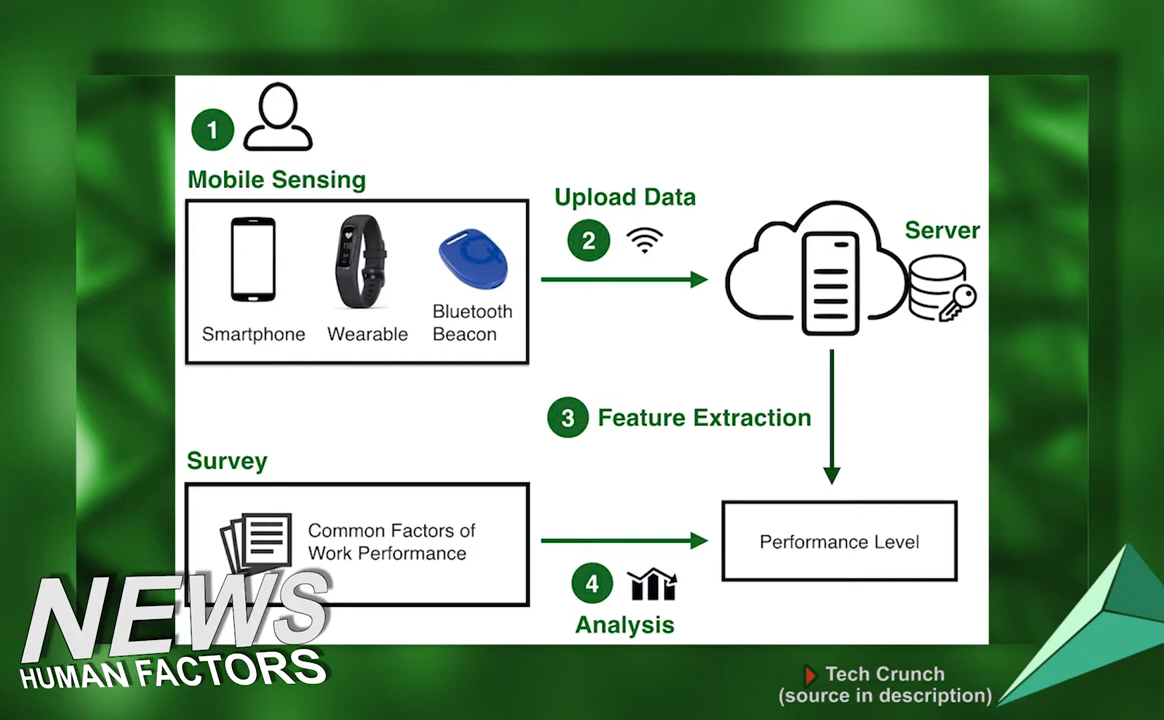 1
Mobile Sensing
Smartphone
Wearable
Bluetooth
Beacon
Upload Data
2
Server
3 Feature Extraction
Survey
Common Factors of
Work Performance
4
Analysis
Performance Level
NEWS
HUMAN FACTORS
Tech Crunch
(source in description)